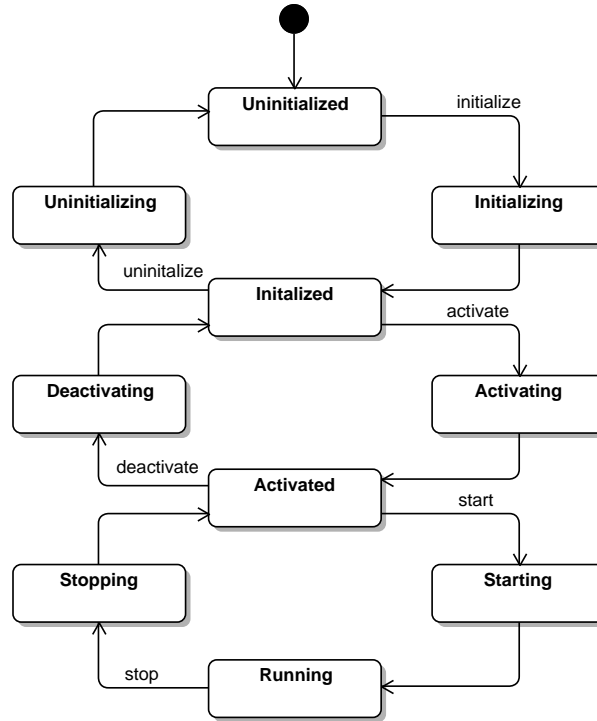 Uninitialized
initialize
Uninitializing
Initializing
uninitalize
Initalized
activate
Deactivating
Activating
deactivate
Activated
start
Stopping
Starting
stop
Running